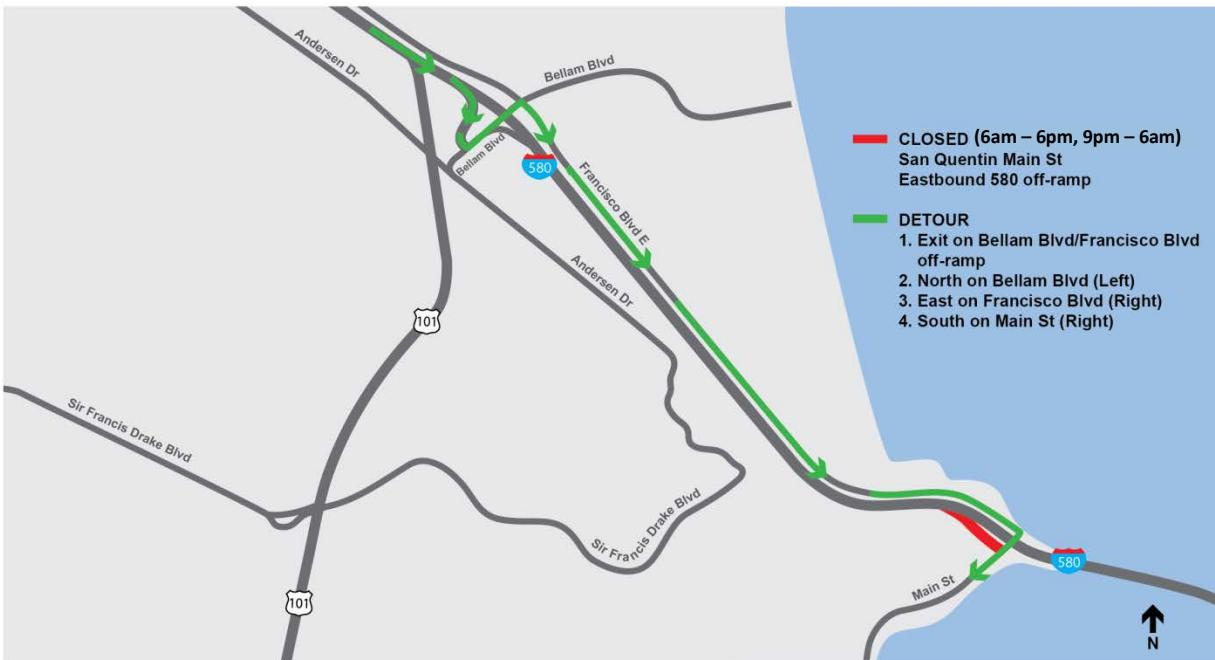 Andersen Dr
Bellam Blvd
Bellam Blvd
580
Francisco Blvd E
CLOSED (6am – 6pm, 9pm – 6am)
San Quentin Main St
Eastbound 580 off-ramp
DETOUR
1. Exit on Bellam Blvd/Francisco Blvd
off-ramp
2. North on Bellam Blvd (Left)
3. East on Francisco Blvd (Right)
4. South on Main St (Right)
Andersen Dr
101
Sir Francis Drake Blvd
Sir Francis Drake Blvd
580
Main St
101
N